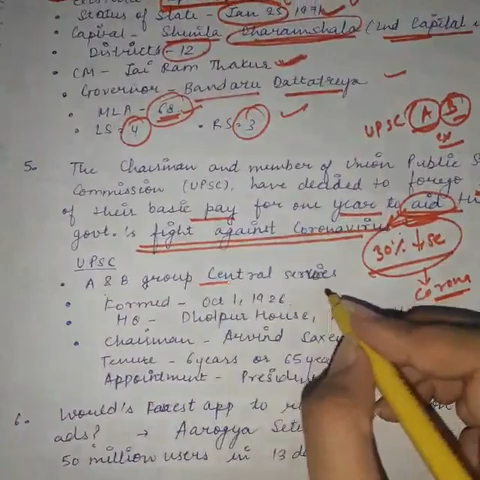 Status of State - Jan 25 1971
Capital - Shimla Dharamshala (2nd Capital
Districts - 12
CM - Jai Ram Thakur
Governor - Bandaru Dattatreya
MLA - 68
LS = 4 RS = 3
UPSC A B
5. The Chairman and member of Union Public S
Commission (UPSC), have decided to forego
of their basic pay for one year to aid
govt.'s fight against Coronavirus
30% ↓se
Corona
UPSC
A & B group Central services
Formed - Oct 1, 1926
HQ - Dholpur House,
Chairman - Arvind Saxe
Tenure - 6 years or 65 yea
Appointment - Presiden
6. World's Fastest app to
ads? → Aarogya Setu
50 million users in 13 d